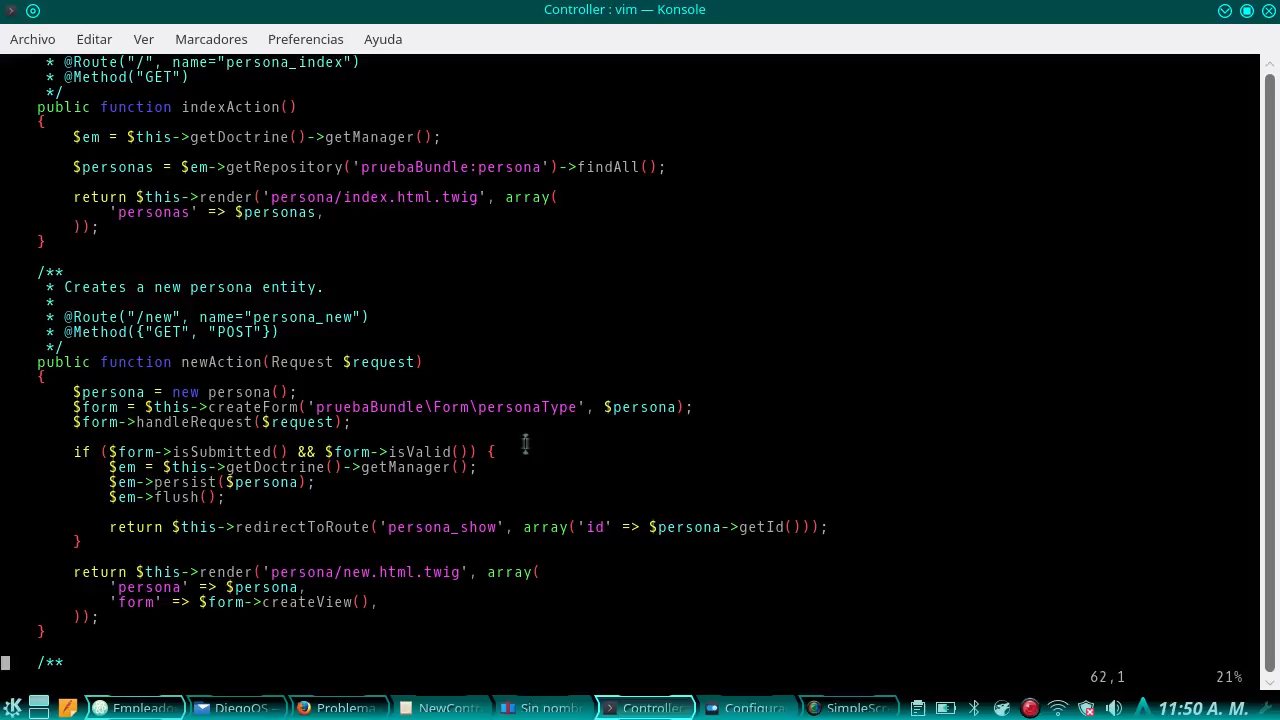 Controller : vim — Konsole
Archivo Editar Ver Marcadores Preferencias Ayuda
* @Route("/", name="persona_index")
* @Method("GET")
*/
public function indexAction()
{
$em = $this->getDoctrine()->getManager();
$personas = $em->getRepository('pruebaBundle:persona')->findAll();
return $this->render('persona/index.html.twig', array(
'personas' => $personas,
));
}
/**
* Creates a new persona entity.
*
* @Route("/new", name="persona_new")
* @Method({"GET", "POST"})
*/
public function newAction(Request $request)
{
$persona = new persona();
$form = $this->createForm('pruebaBundle\Form\personaType', $persona);
$form->handleRequest($request);
if ($form->isSubmitted() && $form->isValid()) {
$em = $this->getDoctrine()->getManager();
$em->persist($persona);
$em->flush();
return $this->redirectToRoute('persona_show', array('id' => $persona->getId()));
}
return $this->render('persona/new.html.twig', array(
'persona' => $persona,
'form' => $form->createView(),
));
}
/**
62,1 21%
Empleado DiegoOS — Problema NewCont Sin nomb Controller Configura SimpleScr 11:50 A. M.